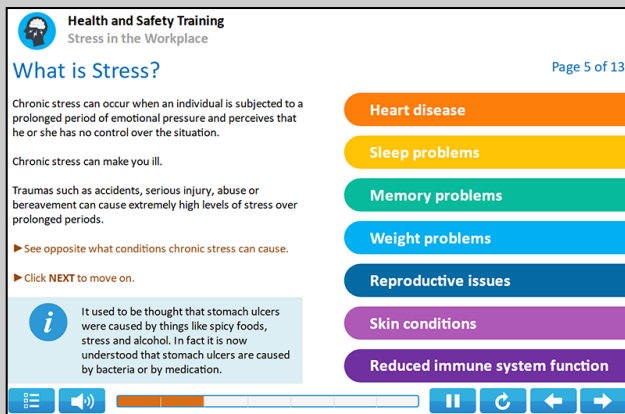 Health and Safety Training
Stress in the Workplace
What is Stress?
Page 5 of 13
Chronic stress can occur when an individual is subjected to a
prolonged period of emotional pressure and perceives that
he or she has no control over the situation.
Chronic stress can make you ill.
Traumas such as accidents, serious injury, abuse or
bereavement can cause extremely high levels of stress over
prolonged periods.
►See opposite what conditions chronic stress can cause.
►Click NEXT to move on.
i
It used to be thought that stomach ulcers
were caused by things like spicy foods,
stress and alcohol. In fact it is now
understood that stomach ulcers are caused
by bacteria or by medication.
Heart disease
Sleep problems
Memory problems
Weight problems
Reproductive issues
Skin conditions
Reduced immune system function